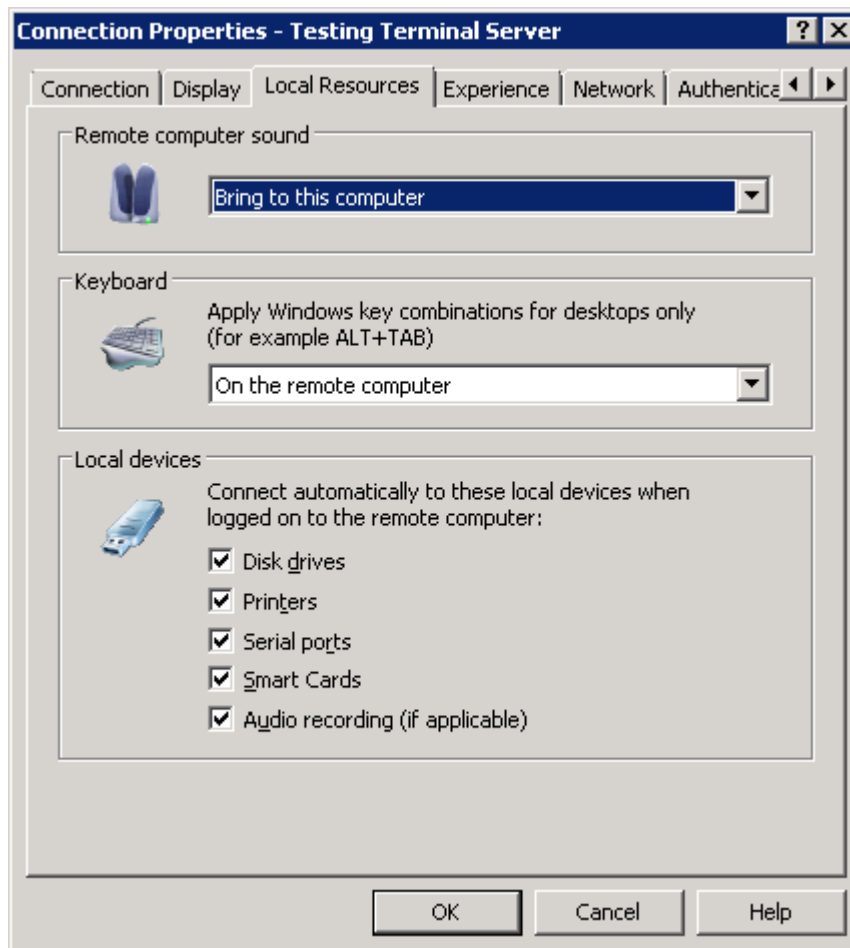 Connection Properties - Testing Terminal Server
Connection
Display
Local Resources
Experience
Network
Remote computer sound
Bring to this computer
Keyboard
Apply Windows key combinations for desktops only
(for example ALT+TAB)
On the remote computer
Local devices
Connect automatically to these local devices when
logged on to the remote computer:
Disk drives
Printers
Serial ports
Smart Cards
Audio recording (if applicable)
OK
Cancel
Help